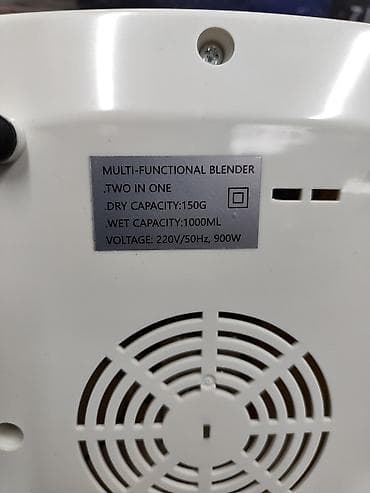 MULTI-FUNCTIONAL BLENDER
.TWO IN ONE
.DRY CAPACITY:150G
.WET CAPACITY:1000ML
VOLTAGE: 220V/50Hz, 900W